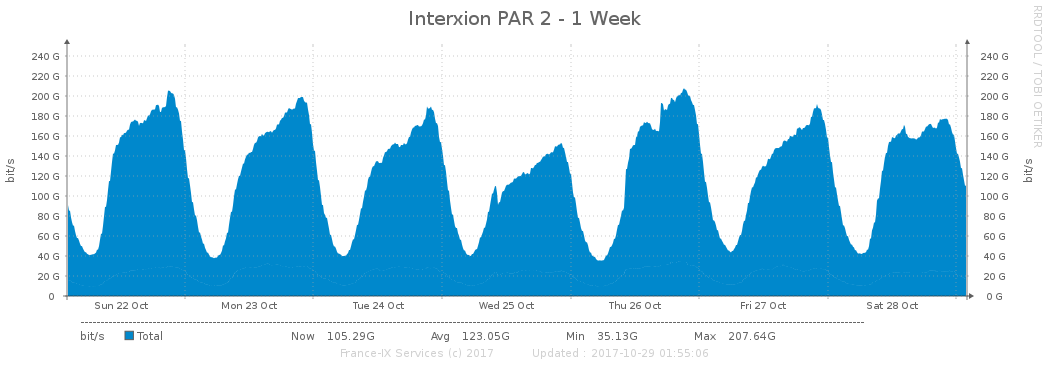 Interxion PAR 2 - 1 Week
RRDTOOL / TOBI OETIKER
240 G 240 G
220 G 220 G
200 G 200 G
180 G 180 G
160 G 160 G
140 G 140 G
120 G 120 G
100 G 100 G
80 G 80 G
60 G 60 G
40 G 40 G
20 G 20 G
0 0 G
bit/s bit/s
Sun 22 Oct Mon 23 Oct Tue 24 Oct Wed 25 Oct Thu 26 Oct Fri 27 Oct Sat 28 Oct
bit/s Total Now 105.29G Avg 123.05G Min 35.13G Max 207.64G
France-IX Services (c) 2017 Updated : 2017-10-29 01:55:06